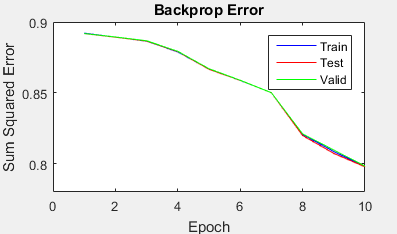 Backprop Error
Sum Squared Error
0.9
0.85
0.8
Train
Test
Valid
0 2 4 6 8 10
Epoch